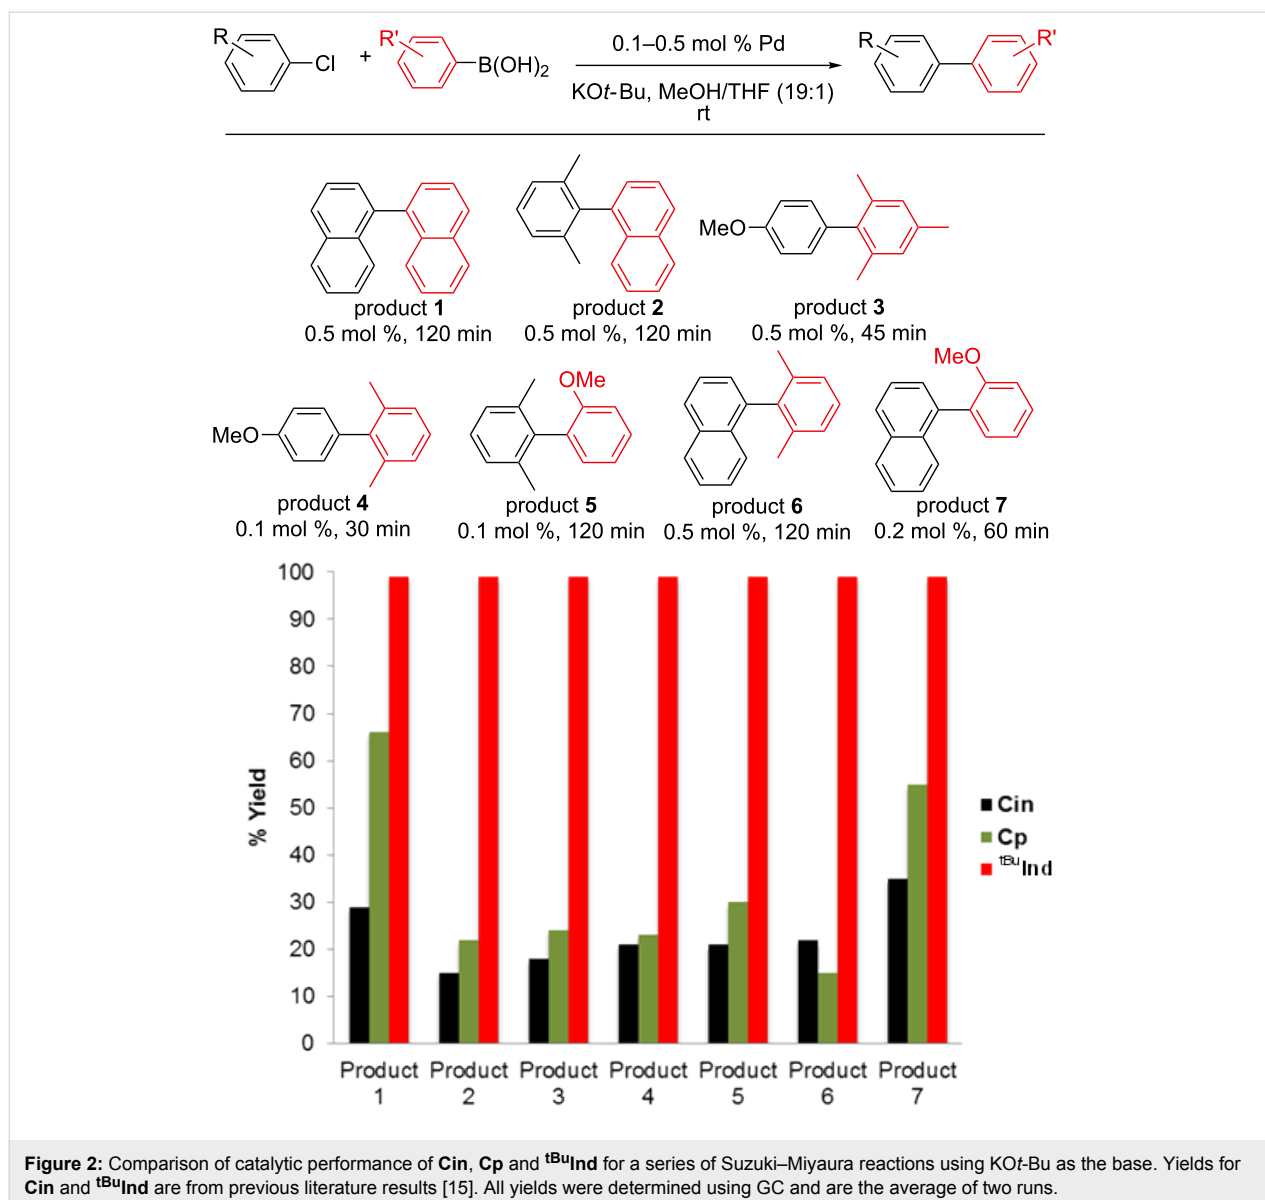 R
Cl
+
R'
B(OH)2
0.1–0.5 mol % Pd
KOt-Bu, MeOH/THF (19:1)
rt
R
R'
product 1
0.5 mol %, 120 min
product 2
0.5 mol %, 120 min
MeO
product 3
0.5 mol %, 45 min
MeO
product 4
0.1 mol %, 30 min
OMe
product 5
0.1 mol %, 120 min
product 6
0.5 mol %, 120 min
MeO
product 7
0.2 mol %, 60 min
100
90
80
70
60
50
40
30
20
10
0
% Yield
Product 1
Product 2
Product 3
Product 4
Product 5
Product 6
Product 7
Cin
Cp
tBuInd
Figure 2: Comparison of catalytic performance of Cin, Cp and tBuInd for a series of Suzuki–Miyaura reactions using KOt-Bu as the base. Yields for
Cin and tBuInd are from previous literature results [15]. All yields were determined using GC and are the average of two runs.